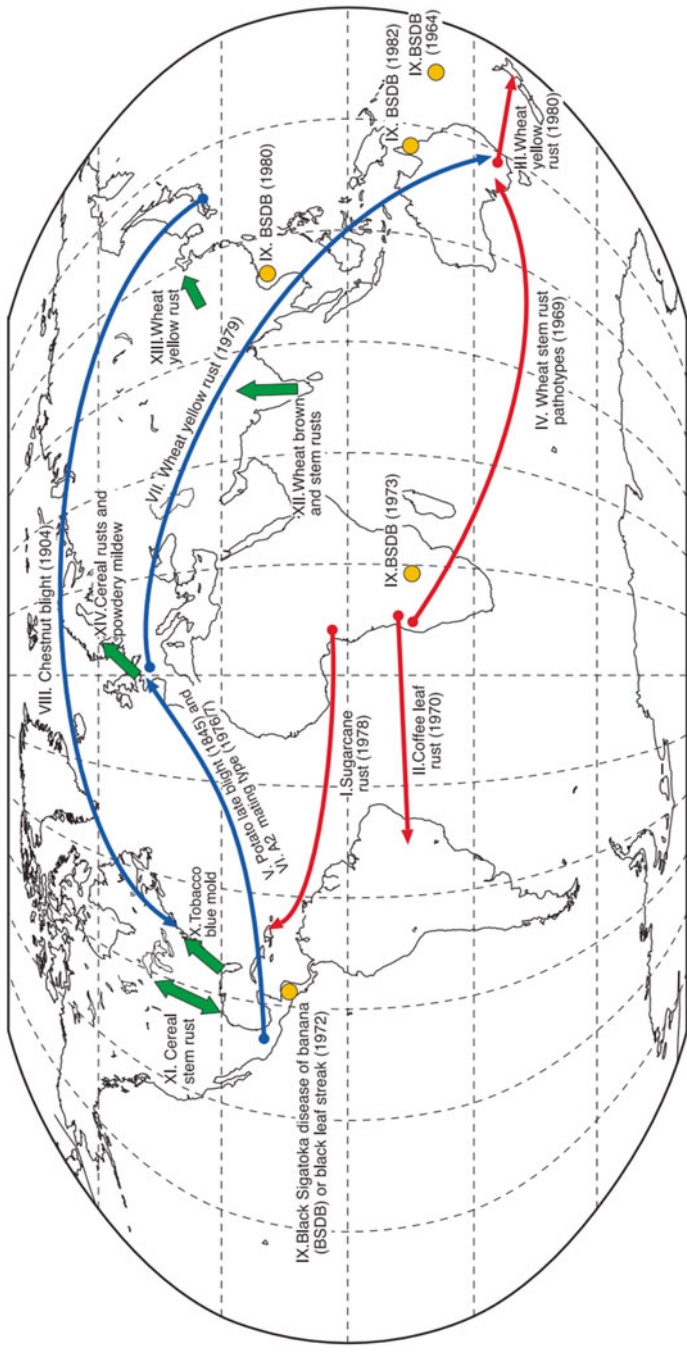 VIII. Chestnut blight (1904)
XIV.Cereal rusts and
powdery mildew
XIII.Wheat
yellow rust
VII. Wheat yellow rust (1979)
IX. BSDB (1980)
XI. Cereal
stem rust
X.Tobacco
blue mold
V. Potato late blight (1845) and
VI. A2 mating type (1976/7)
XII.Wheat brown
and stem rusts
IX.Black Sigatoka disease of banana
(BSDB) or black leaf streak (1972)
I.Sugarcane
rust (1978)
II.Coffee leaf
rust (1970)
IX.BSDB (1973)
IX. BSDB (1982)
IX.BSDB
(1964)
IV. Wheat stem rust
pathotypes (1969)
III.Wheat
yellow
rust (1980)